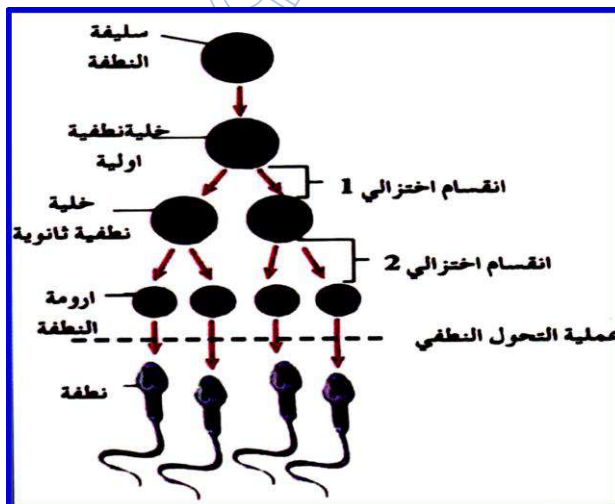 سليفة
النطفة
خلية نطفية
اولية
انقسام اختزالي 1
خلية
نطفية ثانوية
انقسام اختزالي 2
ارومة
النطفة
عملية التحول النطفي
نطفة